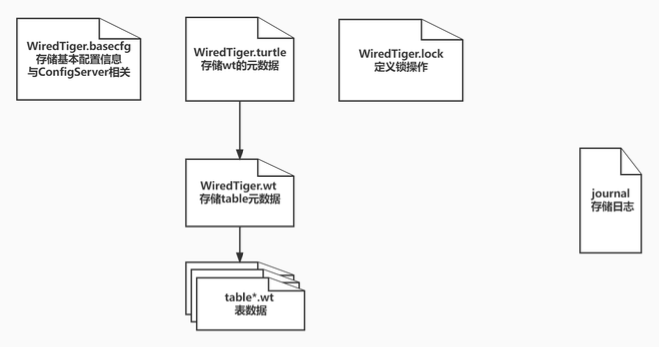 WiredTiger.basecfg
存储基本配置信息
与ConfigServer相关
WiredTiger.turtle
存储wt的元数据
WiredTiger.lock
定义锁操作
WiredTiger.wt
存储table元数据
journal
存储日志
table*.wt
表数据